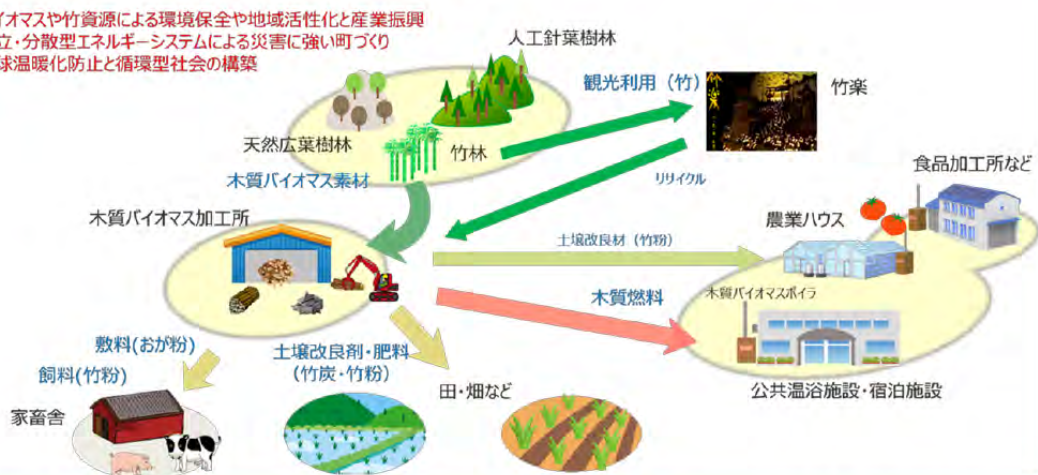 イオマスや竹資源による環境保全や地域活性化と産業振興
立・分散型エネルギーシステムによる災害に強い町づくり
球温暖化防止と循環型社会の構築
人工針葉樹林
観光利用（竹）
竹楽
竹楽
天然広葉樹林
竹林
木質バイオマス素材
リサイクル
食品加工所など
木質バイオマス加工所
農業ハウス
土壌改良材（竹粉）
木質燃料
木質バイオマスボイラ
敷料(おが粉)
飼料(竹粉)
土壌改良剤・肥料
(竹炭・竹粉)
田・畑など
公共温浴施設・宿泊施設
家畜舎